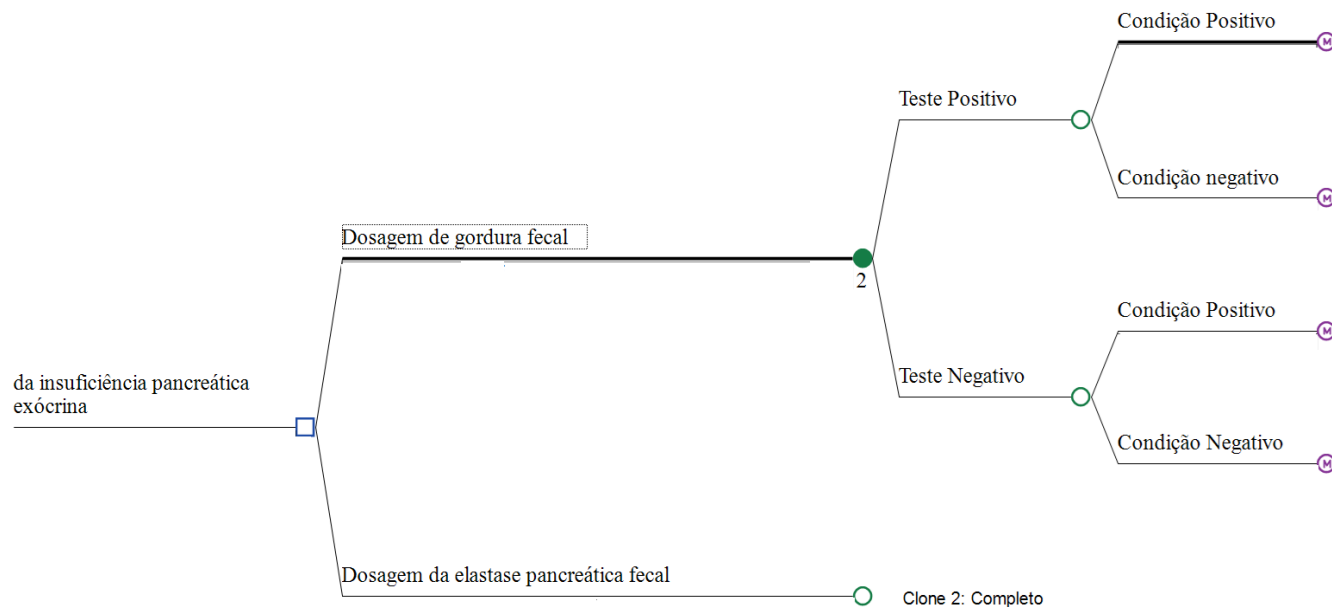 Condição Positivo
M
Teste Positivo
Condição negativo
M
Dosagem de gordura fecal
2
Condição Positivo
M
da insuficiência pancreática
exócrina
Teste Negativo
Condição Negativo
M
Dosagem da elastase pancreática fecal
Clone 2: Completo